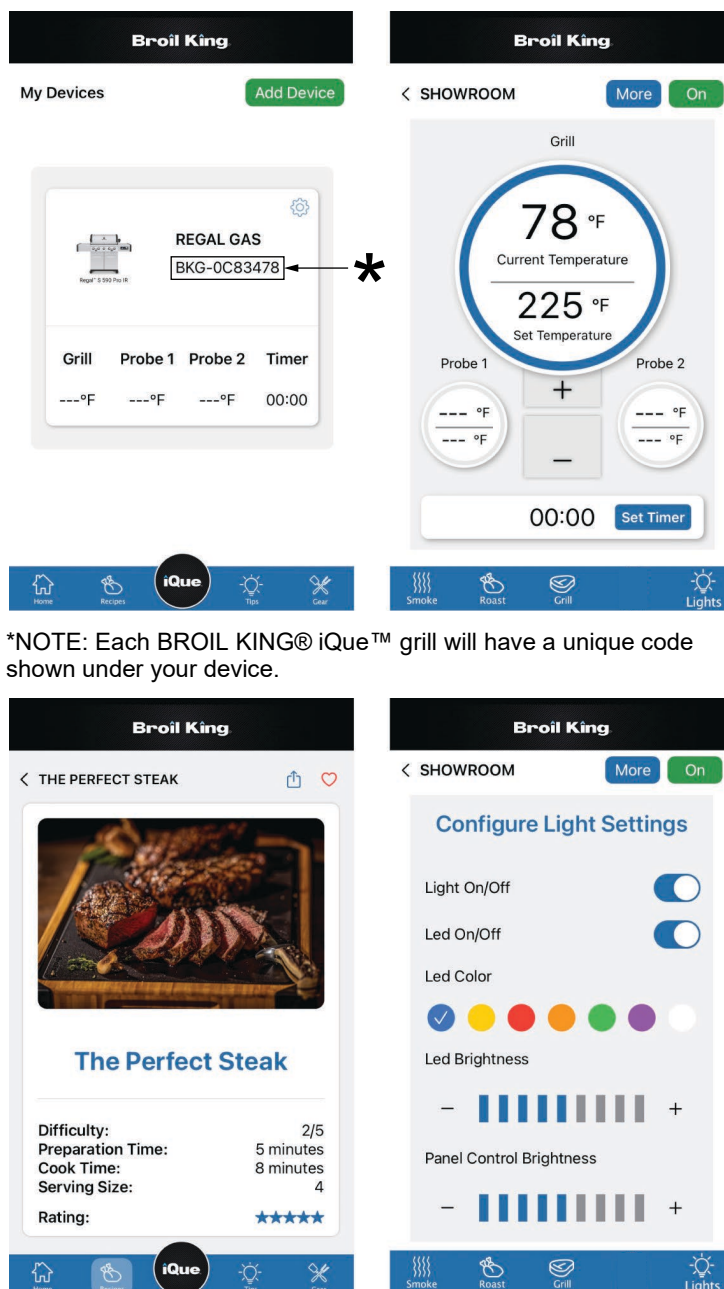 Broil King
My Devices
Add Device
REGAL GAS
BKG-0C83478
*
Regal™ S 590 Pro IR
Grill Probe 1 Probe 2 Timer
---°F ---°F ---°F 00:00
Home Recipes iQue Tips Gear
Broil King
< SHOWROOM
More
On
Grill
78 °F
Current Temperature
225 °F
Set Temperature
Probe 1
Probe 2
+
--- °F
--- °F
--- °F
--- °F
−
00:00 Set Timer
Smoke Roast Grill Lights
*NOTE: Each BROIL KING® iQue™ grill will have a unique code
shown under your device.
Broil King
< THE PERFECT STEAK
The Perfect Steak
Difficulty: 2/5
Preparation Time: 5 minutes
Cook Time: 8 minutes
Serving Size: 4
Rating: ★★★★★
Home Recipes iQue Tips Gear
Broil King
< SHOWROOM
More
On
Configure Light Settings
Light On/Off
Led On/Off
Led Color
Led Brightness
− +
Panel Control Brightness
− +
Smoke Roast Grill Lights